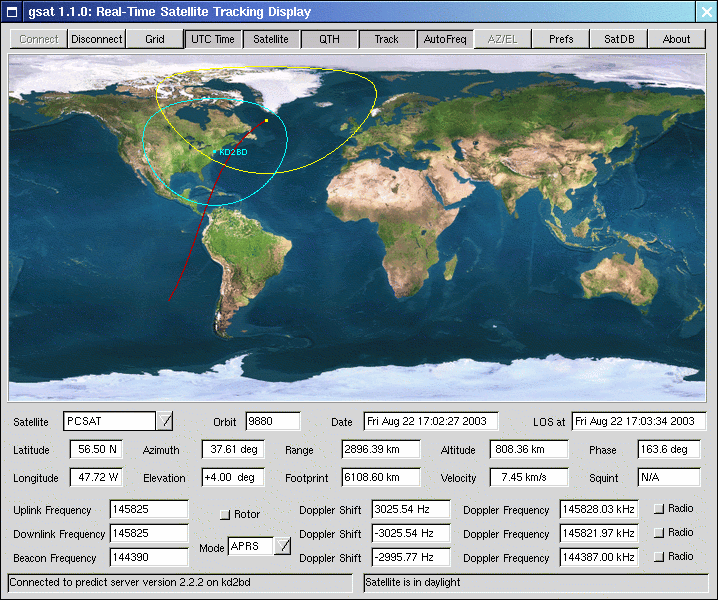 gsat 1.1.0: Real-Time Satellite Tracking Display
Connect Disconnect Grid UTC Time Satellite QTH Track AutoFreq AZ/EL Prefs SatDB About
KD2BD
Satellite PCSAT Orbit 9880 Date Fri Aug 22 17:02:27 2003 LOS at Fri Aug 22 17:03:34 2003
Latitude 56.50 N Azimuth 37.61 deg Range 2896.39 km Altitude 808.36 km Phase 163.6 deg
Longitude 47.72 W Elevation +4.00 deg Footprint 6108.60 km Velocity 7.45 km/s Squint N/A
Uplink Frequency 145825 Rotor Doppler Shift 3025.54 Hz Doppler Frequency 145828.03 kHz Radio
Downlink Frequency 145825 Doppler Shift -3025.54 Hz Doppler Frequency 145821.97 kHz Radio
Mode APRS
Beacon Frequency 144390 Doppler Shift -2995.77 Hz Doppler Frequency 144387.00 kHz Radio
Connected to predict server version 2.2.2 on kd2bd Satellite is in daylight